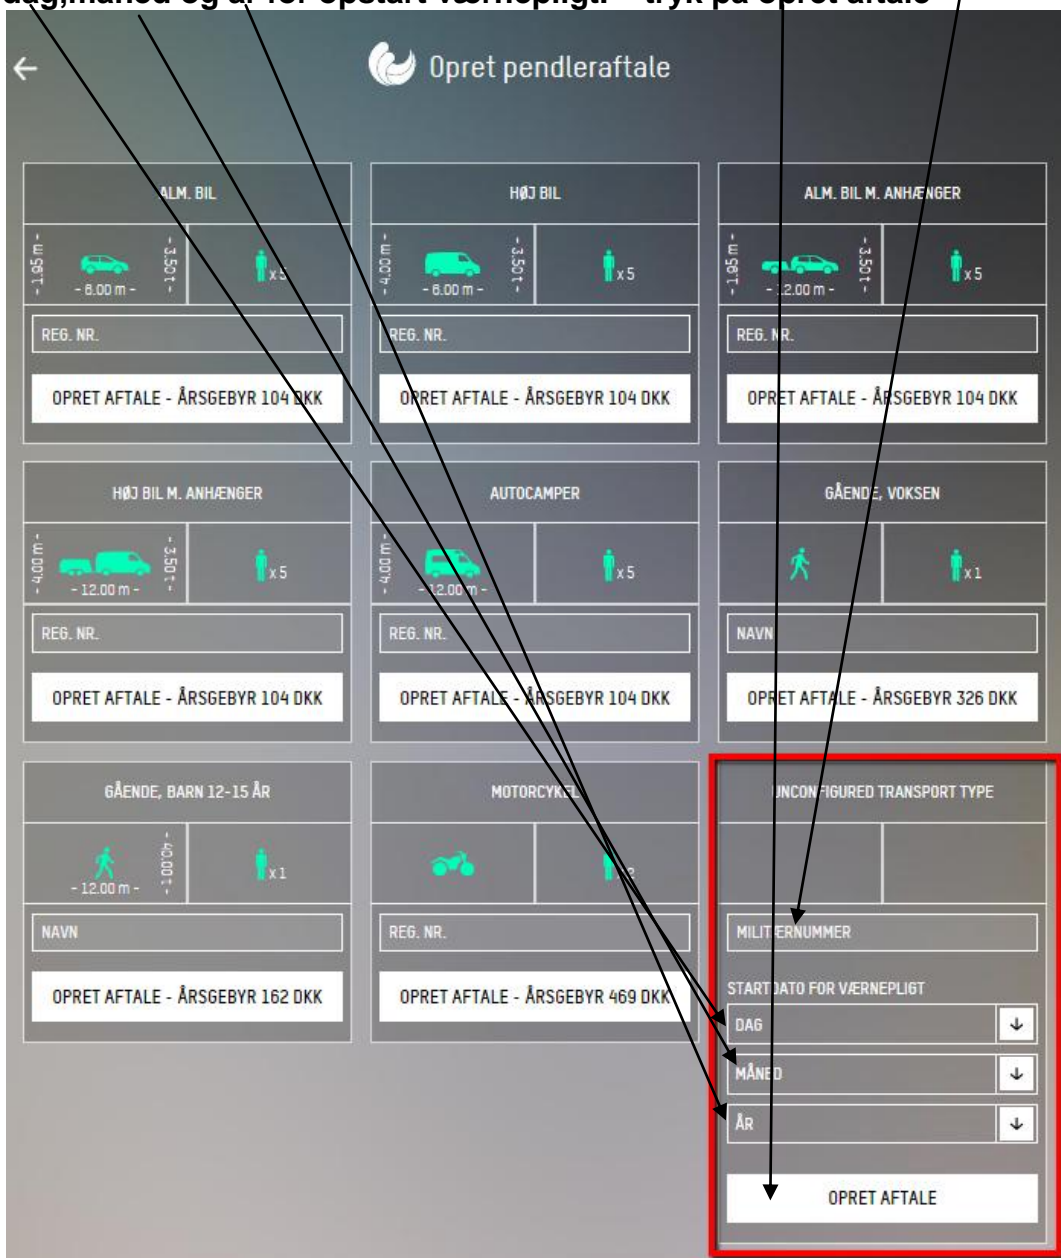 dag,måned og år for opstart værnepligt. – tryk på opret aftale
Opret pendleraftale
ALM. BIL
- 1.95 m -
- 6.00 m -
- 3.50 t -
x 5
REG. NR.
OPRET AFTALE - ÅRSGEBYR 104 DKK
HØJ BIL
- 4.00 m -
- 6.00 m -
- 3.50 t -
x 5
REG. NR.
OPRET AFTALE - ÅRSGEBYR 104 DKK
ALM. BIL M. ANHÆNGER
- 1.95 m -
- 12.00 m -
- 3.50 t -
x 5
REG. NR.
OPRET AFTALE - ÅRSGEBYR 104 DKK
HØJ BIL M. ANHÆNGER
- 4.00 m -
- 12.00 m -
- 3.50 t -
x 5
REG. NR.
OPRET AFTALE - ÅRSGEBYR 104 DKK
AUTOCAMPER
- 4.00 m -
- 12.00 m -
x 5
REG. NR.
OPRET AFTALE - ÅRSGEBYR 104 DKK
GÅENDE, VOKSEN
x 1
NAVN
OPRET AFTALE - ÅRSGEBYR 326 DKK
GÅENDE, BARN 12-15 ÅR
- 12.00 m -
- 40.00 t -
x 1
NAVN
OPRET AFTALE - ÅRSGEBYR 162 DKK
MOTORCYKEL
2
REG. NR.
OPRET AFTALE - ÅRSGEBYR 469 DKK
UNCONFIGURED TRANSPORT TYPE
MILITÆRNUMMER
STARTDATO FOR VÆRNEPLIGT
DAG
MÅNED
ÅR
OPRET AFTALE